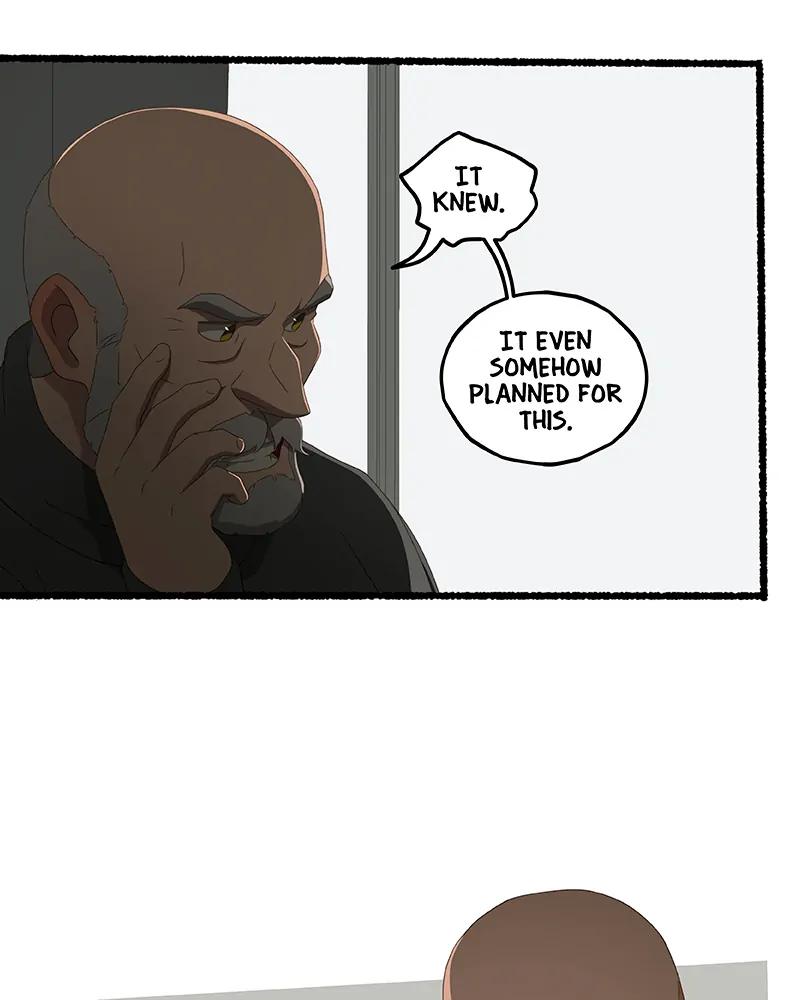 IT
KNEW.
IT EVEN
SOMEHOW
PLANNED FOR
THIS.